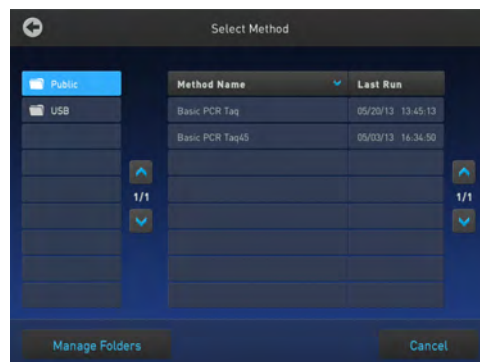 Select Method
Public
USB
1/1
Method Name Last Run
Basic PCR Taq 05/20/13 13:45:13
Basic PCR Taq45 05/03/13 16:34:50
1/1
Manage Folders Cancel